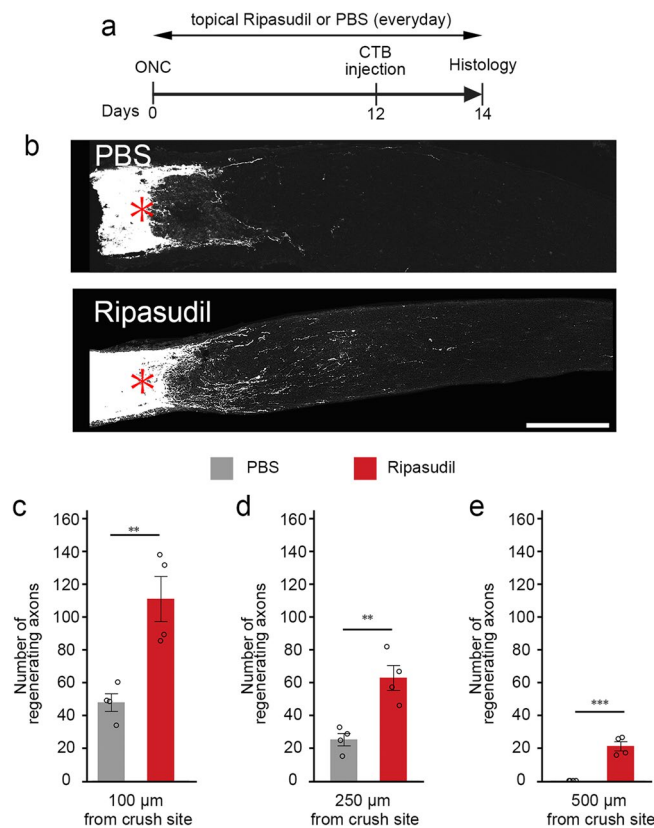 a
topical Ripasudil or PBS (everyday)
ONC
CTB
injection
Histology
Days
0
12
14
b
PBS
*
Ripasudil
*
PBS
Ripasudil
c
160
140
120
100
80
60
40
20
0
Number of
regenerating axons
**
100 µm
from crush site
d
160
140
120
100
80
60
40
20
0
Number of
regenerating axons
**
250 µm
from crush site
e
160
140
120
100
80
60
40
20
0
Number of
regenerating axons
***
500 µm
from crush site